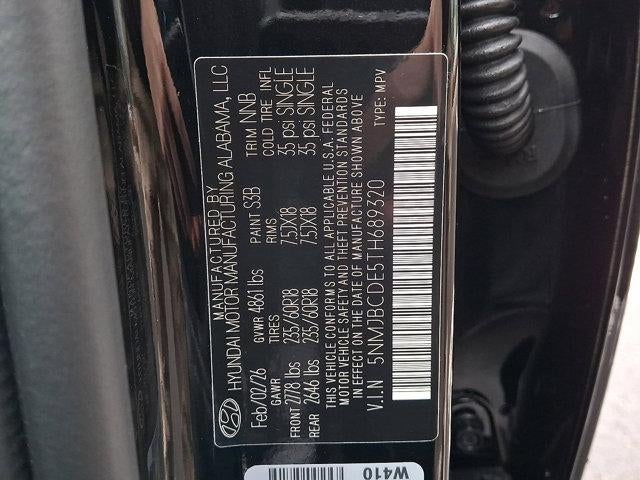 MANUFACTURED BY
HYUNDAI MOTOR MANUFACTURING ALABAMA, LLC
Feb/02/26 GVWR 4861 lbs PAINT S3B TRIM NNB
GAWR TIRES RIMS COLD TIRE INFL
FRONT 2778 lbs 235/60R18 7.5JX18 35 psi SINGLE
REAR 2646 lbs 235/60R18 7.5JX18 35 psi SINGLE
THIS VEHICLE CONFORMS TO ALL APPLICABLE U.S.A. FEDERAL
MOTOR VEHICLE SAFETY AND THEFT PREVENTION STANDARDS
IN EFFECT ON THE DATE OF MANUFACTURE SHOWN ABOVE
V.I.N 5NMJBCDE5TH689320 TYPE: MPV
W410